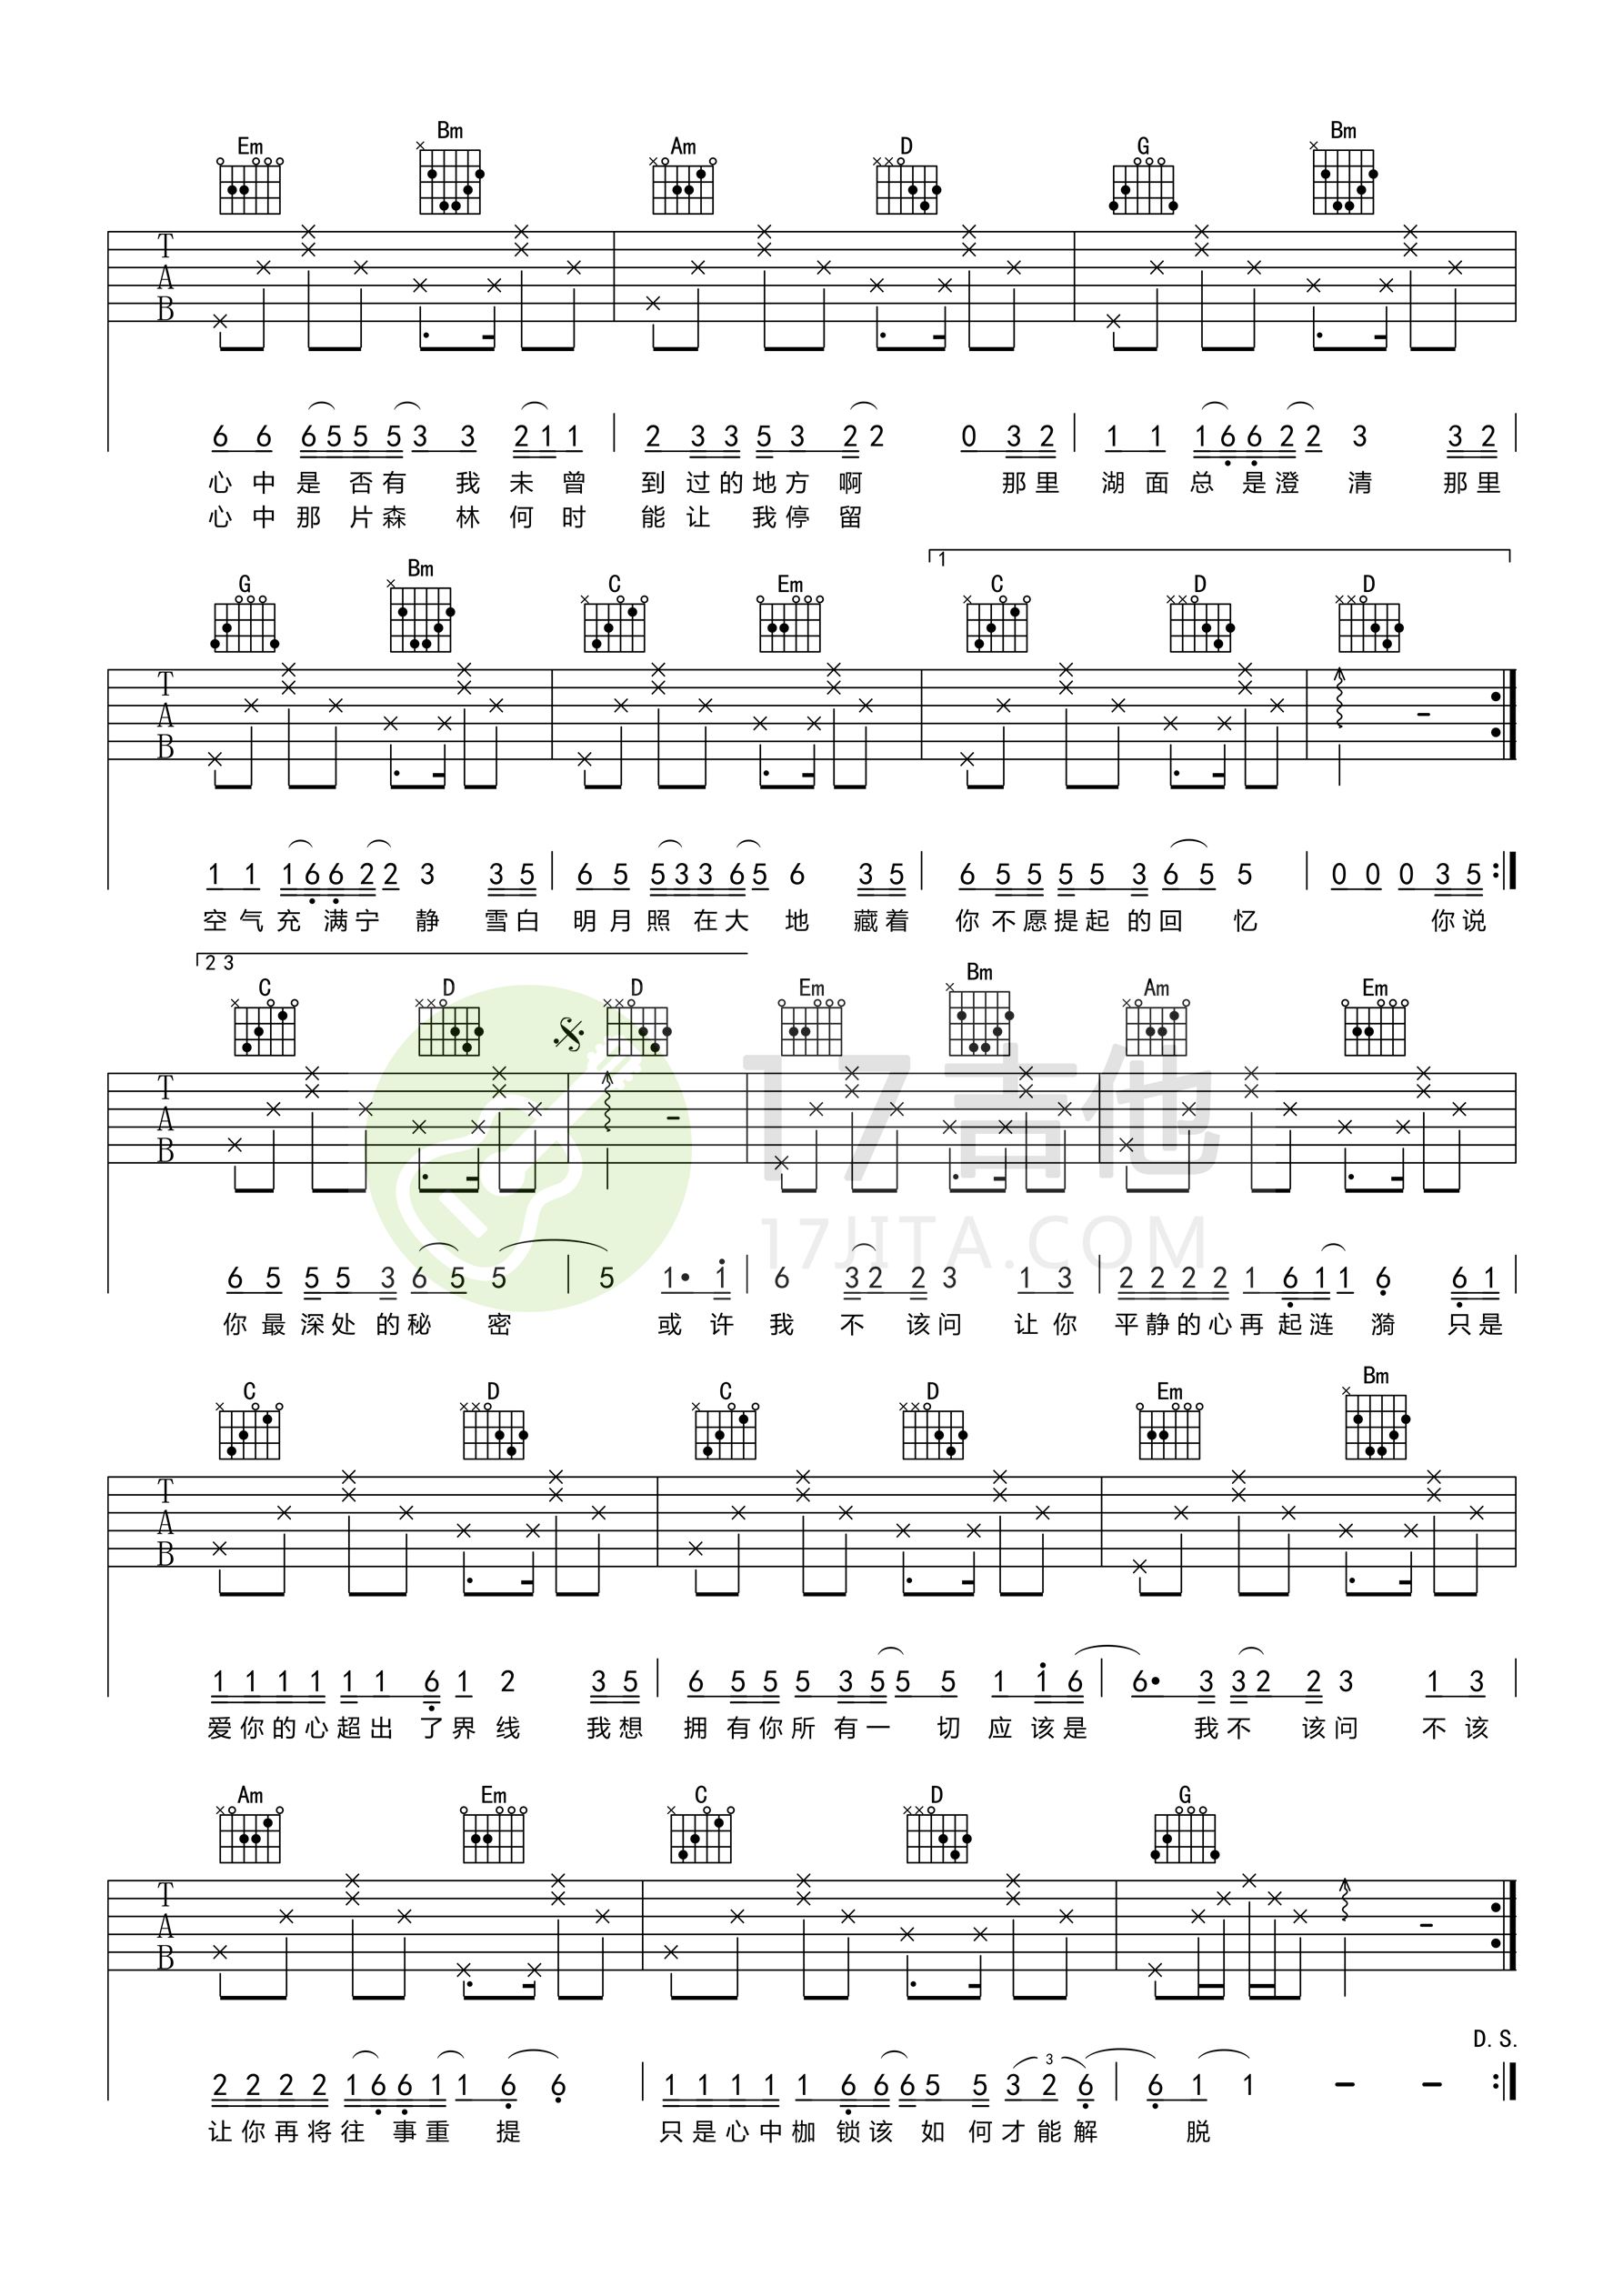 Em Bm Am D G Bm
T A B
6 6 6 5 5 5 3 3 2 1 1 2 3 3 5 3 2 2 0 3 2 1 1 1 6 6 2 2 3 3 2
心 中 是 否 有 我 未 曾 到 过 的 地 方 啊 那 里 湖 面 总 是 澄 清 那 里
心 中 那 片 森 林 何 时 能 让 我 停 留
1
G Bm C Em C D D
T A B
1 1 1 6 6 2 2 3 3 5 6 5 5 3 3 6 5 6 3 5 6 5 5 5 5 3 6 5 5 0 0 0 3 5
空 气 充 满 宁 静 雪 白 明 月 照 在 大 地 藏 着 你 不 愿 提 起 的 回 忆 你 说
2 3
C D D Em Bm Am Em
T A B
17吉他
17JITA.COM
6 5 5 5 3 6 5 5 5 1· 1 6 3 2 2 3 1 3 2 2 2 2 1 6 1 1 6 6 1
你 最 深 处 的 秘 密 或 许 我 不 该 问 让 你 平 静 的 心 再 起 涟 漪 只 是
C D C D Em Bm
T A B
1 1 1 1 1 1 6 1 2 3 5 6 5 5 5 3 5 5 5 1 1 6 6· 3 3 2 2 3 1 3
爱 你 的 心 超 出 了 界 线 我 想 拥 有 你 所 有 一 切 应 该 是 我 不 该 问 不 该
Am Em C D G
T A B
D. S.
3
2 2 2 2 1 6 6 1 1 6 6 1 1 1 1 1 6 6 6 5 5 3 2 6 6 1 1 – –
让 你 再 将 往 事 重 提 只 是 心 中 枷 锁 该 如 何 才 能 解 脱